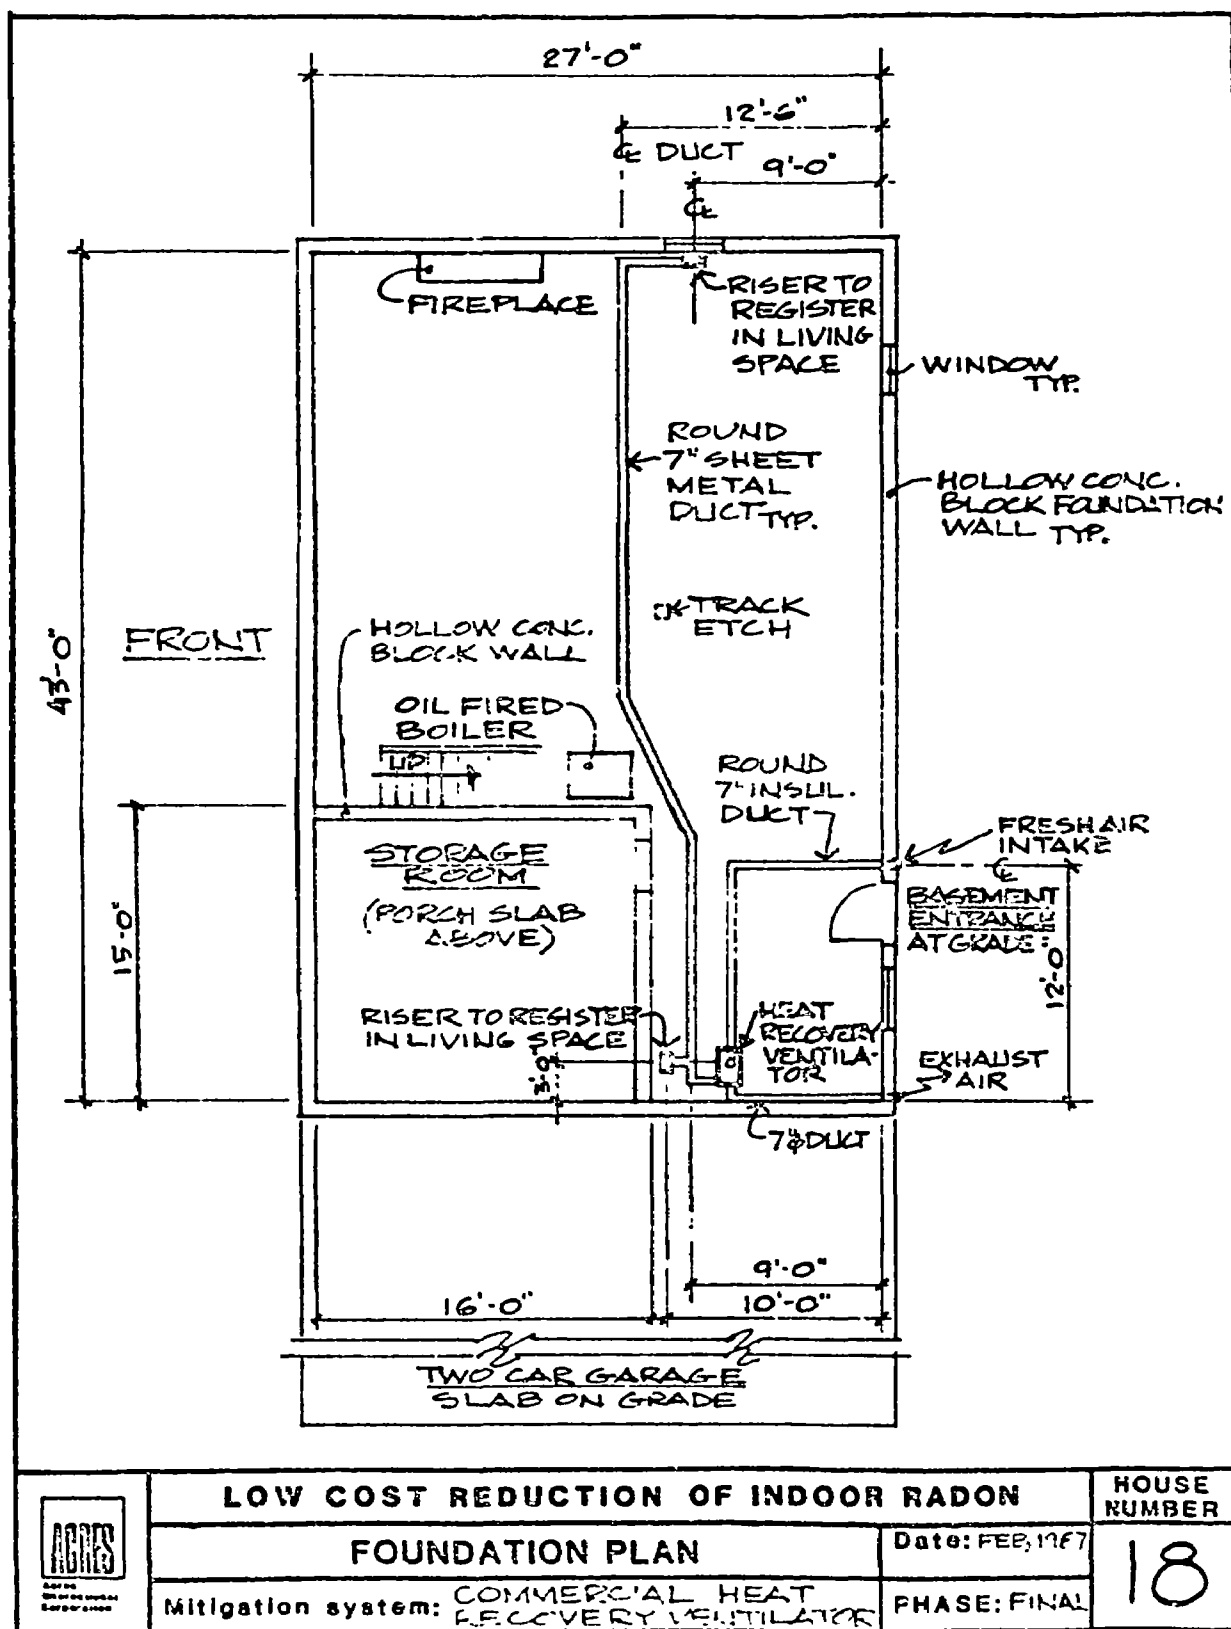 27'-0"
12'-6"
℄ DUCT
9'-0"
℄
RISER TO
REGISTER
IN LIVING
SPACE
FIREPLACE
WINDOW
TYP.
ROUND
7" SHEET
METAL
DUCT TYP.
HOLLOW CONC.
BLOCK FOUNDATION
WALL TYP.
TRACK
ETCH
FRONT
43'-0"
HOLLOW CONC.
BLOCK WALL
OIL FIRED
BOILER
UP
ROUND
7" INSUL.
DUCT
FRESH AIR
INTAKE
℄
STORAGE
ROOM
(PORCH SLAB
ABOVE)
BASEMENT
ENTRANCE
AT GRADE
15'-0"
12'-0
RISER TO REGISTER
IN LIVING SPACE
3'-0"
HEAT
RECOVERY
VENTILA-
TOR
EXHAUST
AIR
7"φ DUCT
9'-0"
16'-0"
10'-0"
TWO CAR GARAGE
SLAB ON GRADE
LOW COST REDUCTION OF INDOOR RADON
HOUSE
NUMBER
18
FOUNDATION PLAN
Date: FEB, 1987
Mitigation system: COMMERCIAL HEAT
RECOVERY VENTILATOR
PHASE: FINAL
ACRES